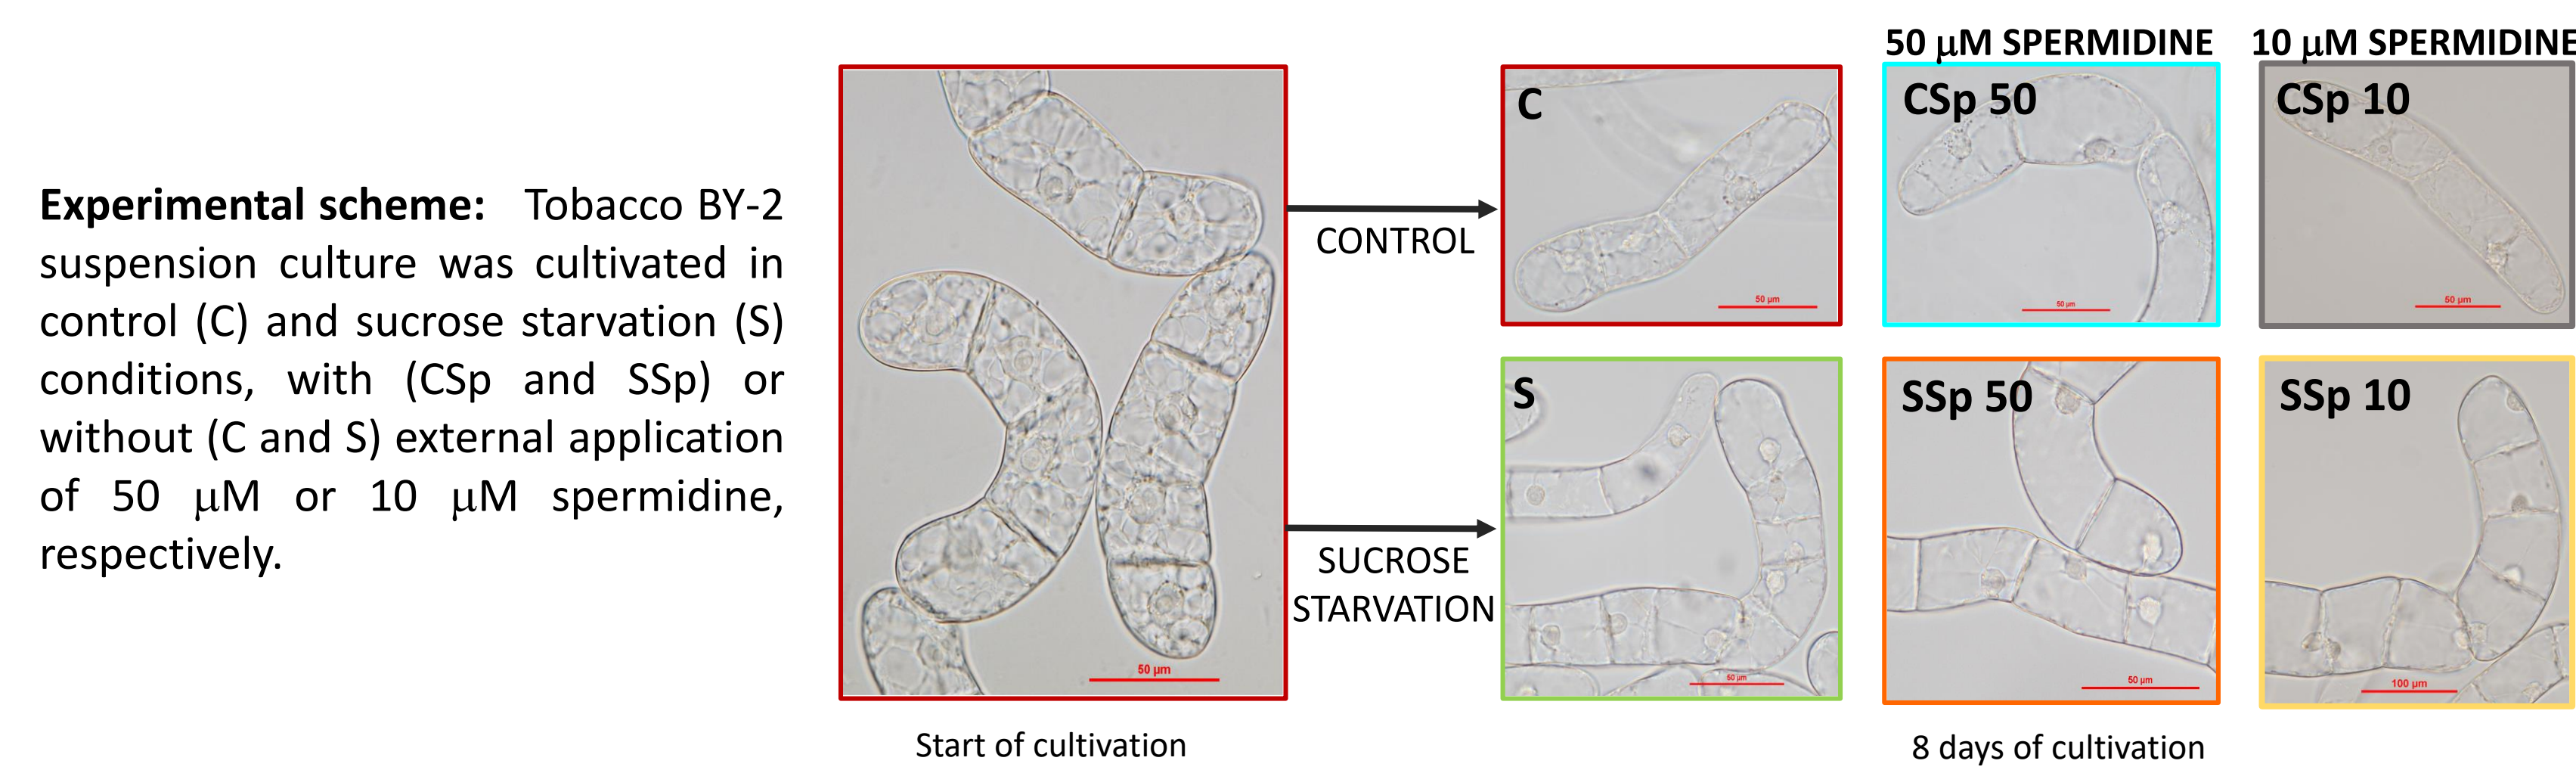 Experimental scheme: Tobacco BY-2
suspension culture was cultivated in
control (C) and sucrose starvation (S)
conditions, with (CSp and SSp) or
without (C and S) external application
of 50 μM or 10 μM spermidine,
respectively.
50 µm
Start of cultivation
CONTROL
SUCROSE
STARVATION
50 μM SPERMIDINE
10 μM SPERMIDINE
C
50 µm
CSp 50
50 µm
CSp 10
50 µm
S
50 µm
SSp 50
50 µm
SSp 10
100 µm
8 days of cultivation